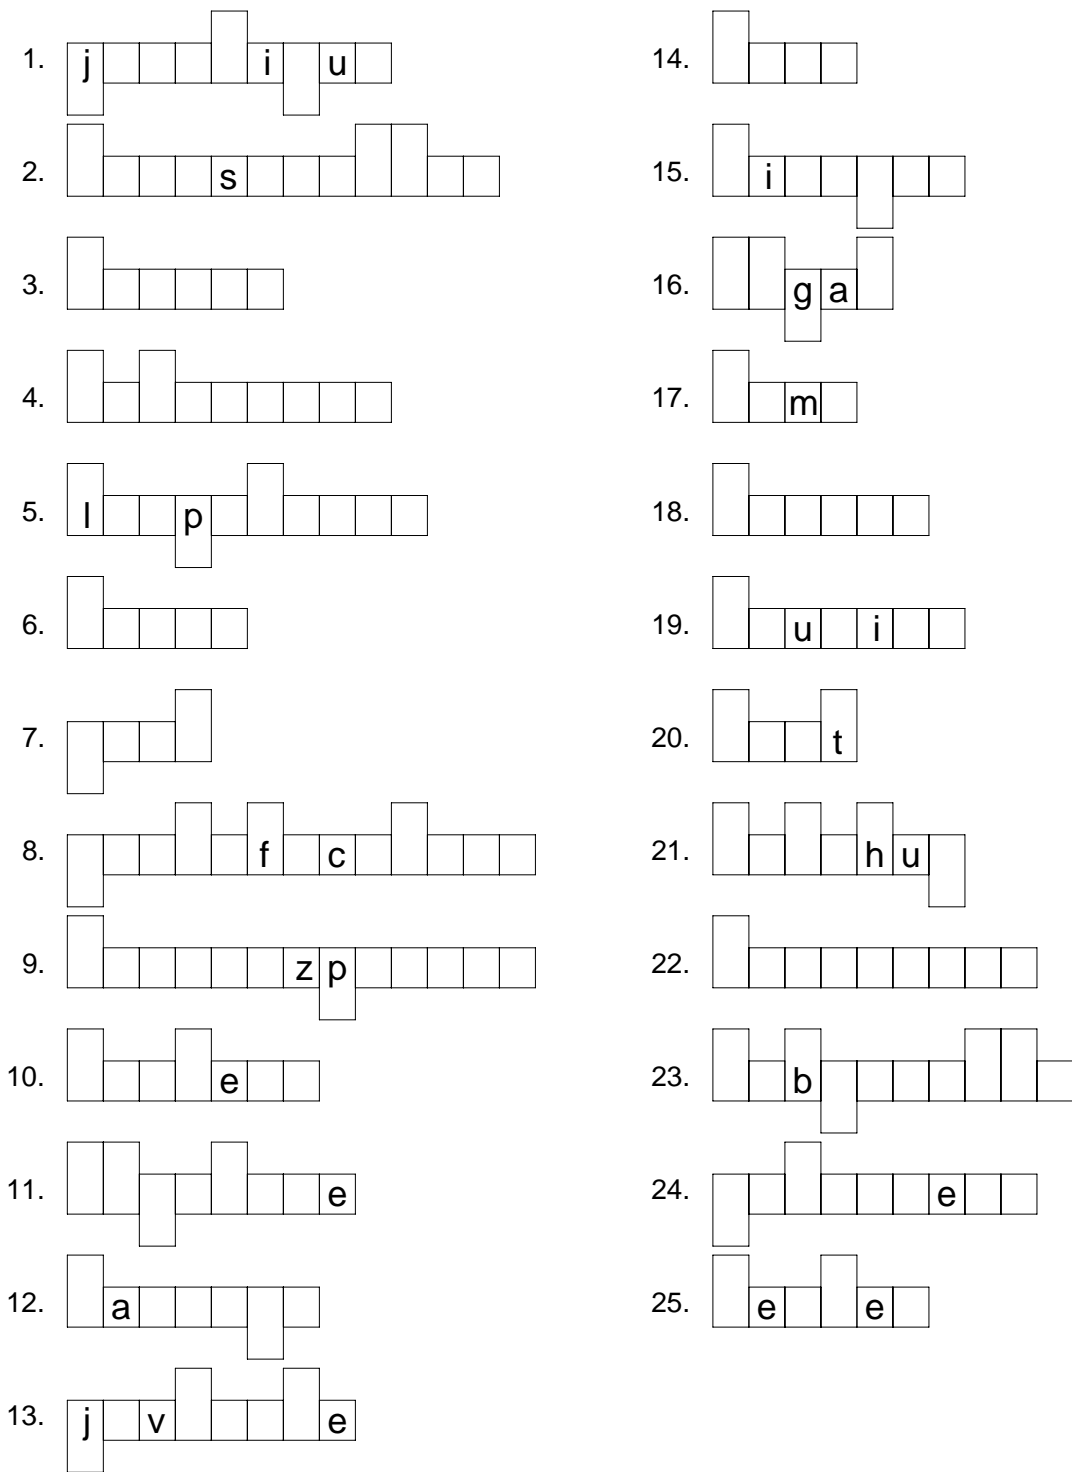 1. j i u
2. s
3.
4.
5. l p
6.
7.
8. f c
9. z p
10. e
11. e
12. a
13. j v e
14.
15. i
16. g a
17. m
18.
19. u i
20. t
21. h u
22.
23. b
24. e
25. e e